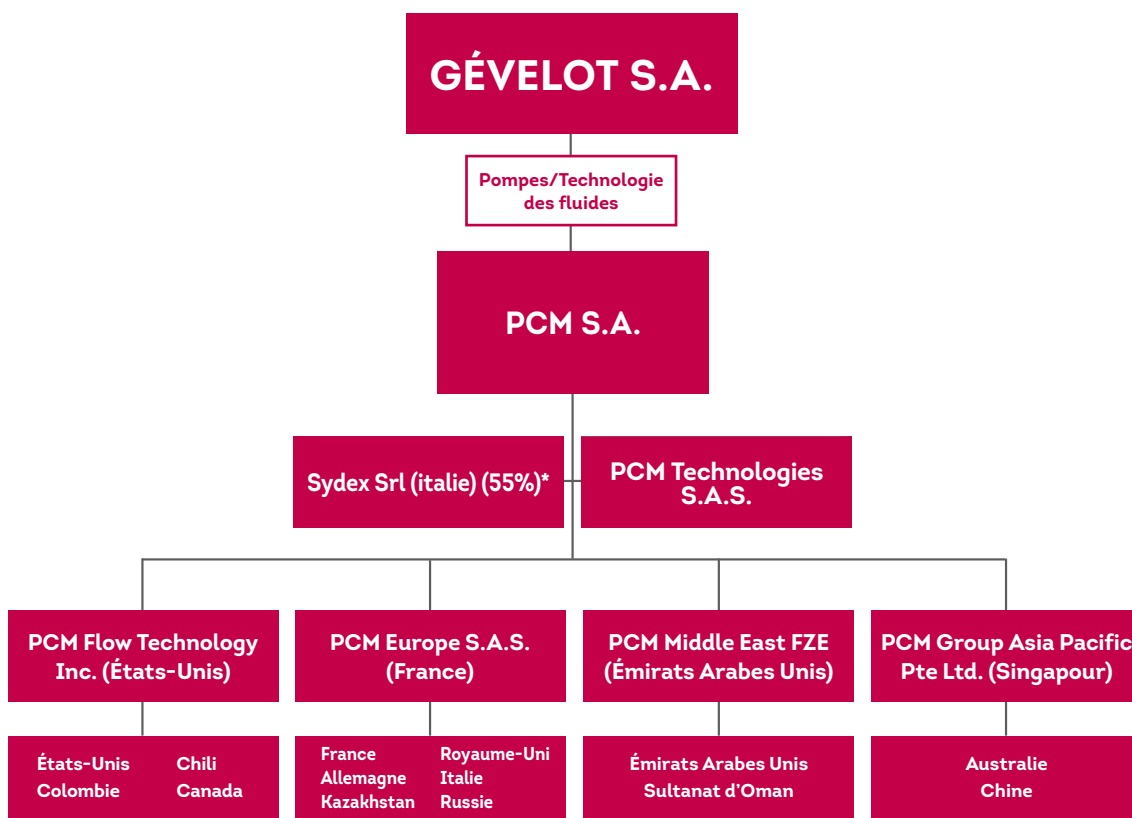 GÉVELOT S.A.
Pompes/Technologie
des fluides
PCM S.A.
Sydex Srl (italie) (55%)*
PCM Technologies
S.A.S.
PCM Flow Technology
Inc. (États-Unis)
PCM Europe S.A.S.
(France)
PCM Middle East FZE
(Émirats Arabes Unis)
PCM Group Asia Pacific
Pte Ltd. (Singapour)
États-Unis
Colombie
Chili
Canada
France
Allemagne
Kazakhstan
Royaume-Uni
Italie
Russie
Émirats Arabes Unis
Sultanat d'Oman
Australie
Chine